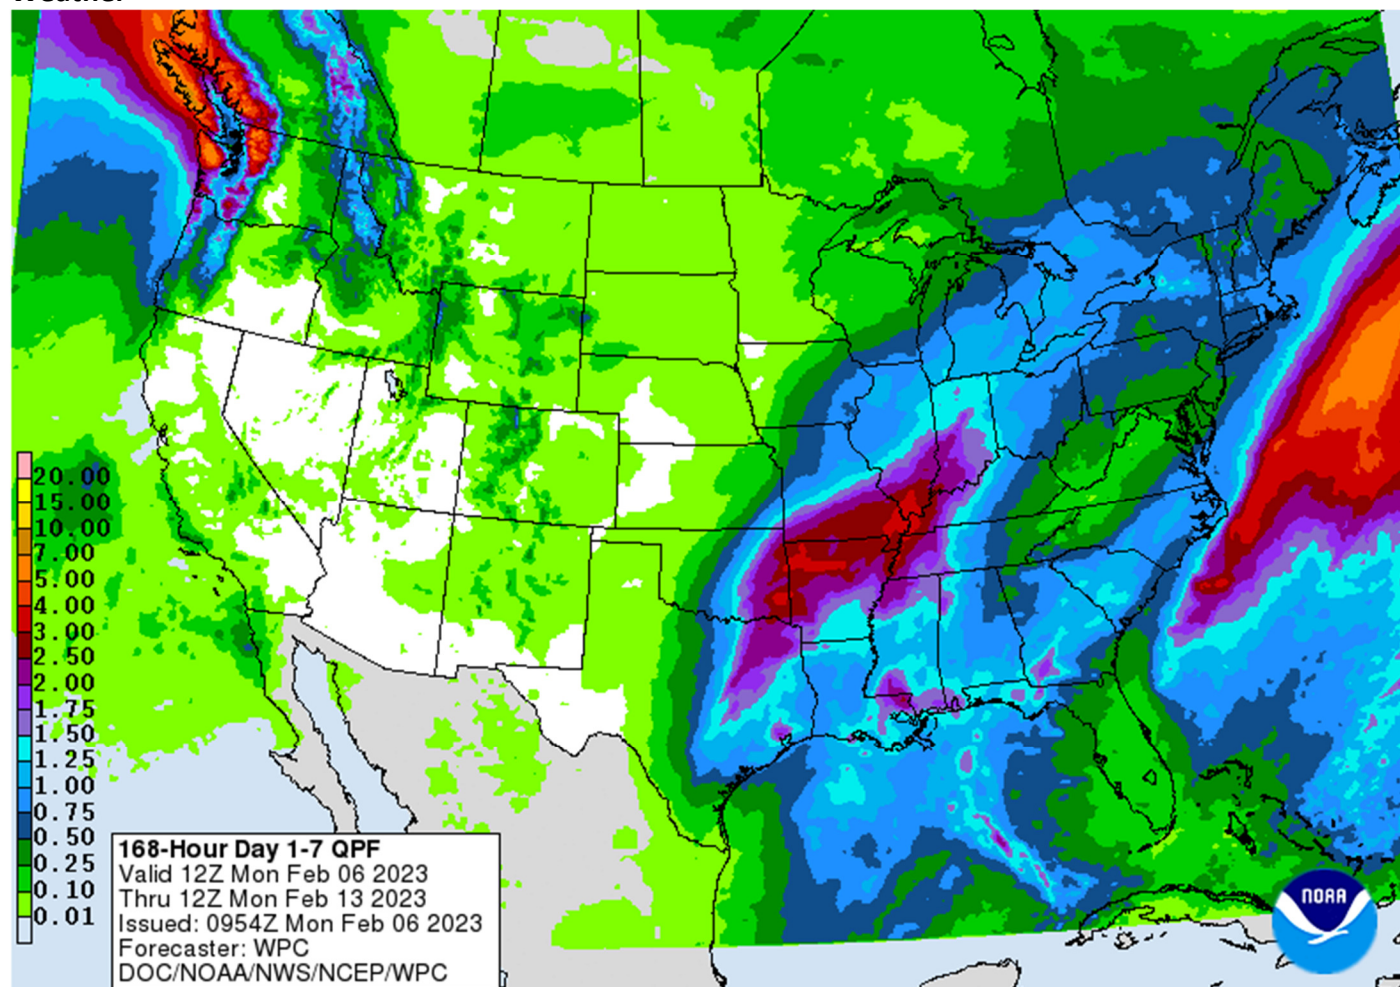 Weather
20.00
15.00
10.00
7.00
5.00
4.00
3.00
2.50
2.00
1.75
1.50
1.25
1.00
0.75
0.50
0.25
0.10
0.01
168-Hour Day 1-7 QPF
Valid 12Z Mon Feb 06 2023
Thru 12Z Mon Feb 13 2023
Issued: 0954Z Mon Feb 06 2023
Forecaster: WPC
DOC/NOAA/NWS/NCEP/WPC
NOAA